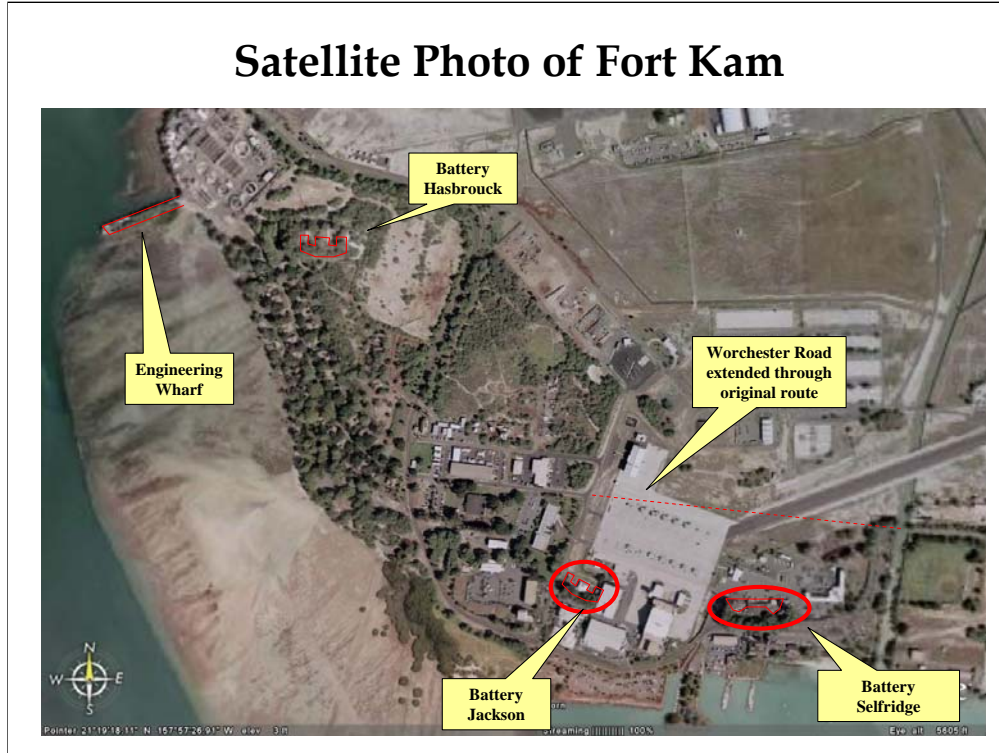 Satellite Photo of Fort Kam
Battery
Hasbrouck
Engineering
Wharf
Worchester Road
extended through
original route
Battery
Jackson
Battery
Selfridge
N
W
E
S
Pointer 21°19'18.11" N 157°57'26.91" W elev 3 ft
Streaming |||||||||| 100%
Eye alt 5605 ft